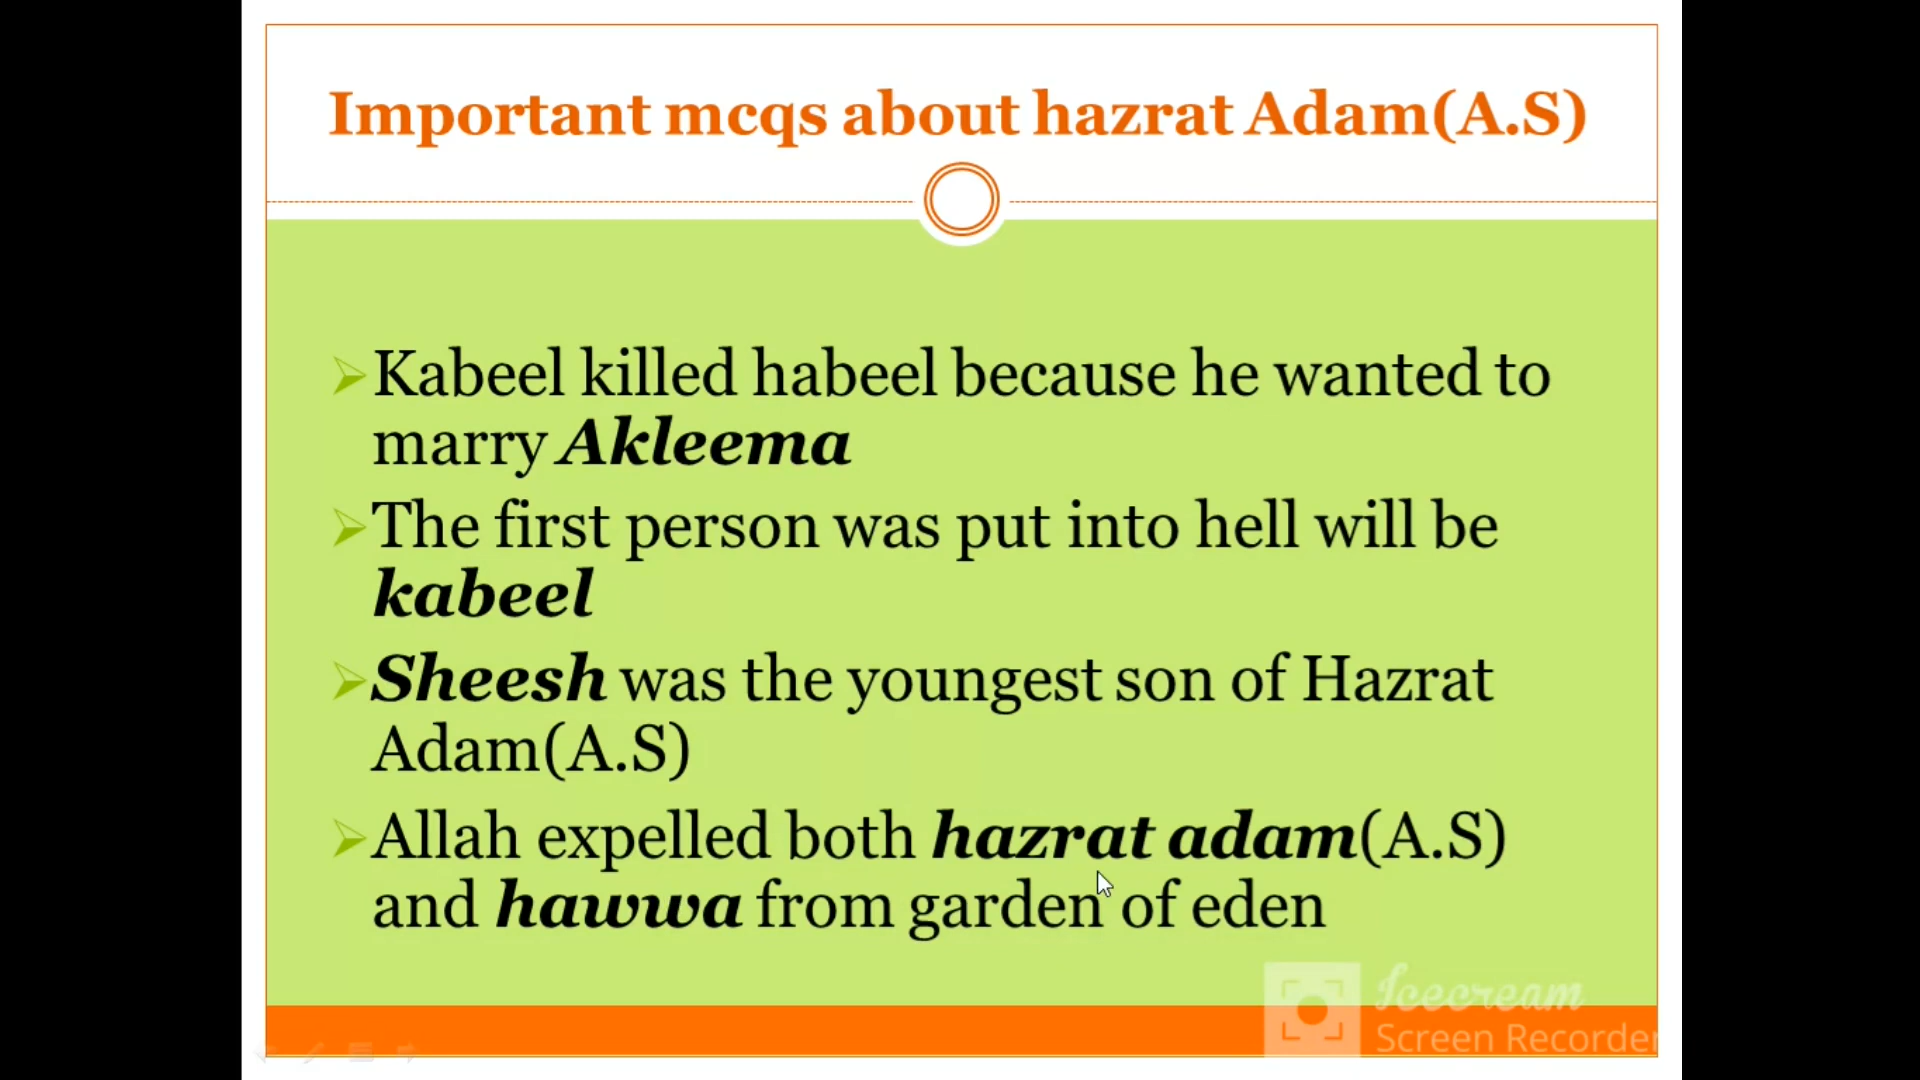 Important mcqs about hazrat Adam(A.S)
Kabeel killed habeel because he wanted to
marry Akleema
The first person was put into hell will be
kabeel
Sheesh was the youngest son of Hazrat
Adam(A.S)
Allah expelled both hazrat adam(A.S)
and hawwa from garden of eden
Icecream
Screen Recorder